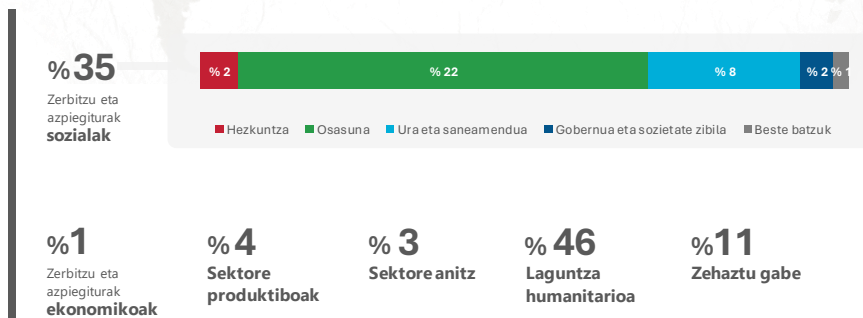 %35
Zerbitzu eta
azpiegiturak
sozialak
% 2 % 22 % 8 % 2 % 1
Hezkuntza Osasuna Ura eta saneamendua Gobernua eta sozietate zibila Beste batzuk
%1
Zerbitzu eta
azpiegiturak
ekonomikoak
% 4
Sektore
produktiboak
% 3
Sektore anitz
% 46
Laguntza
humanitarioa
%11
Zehaztu gabe